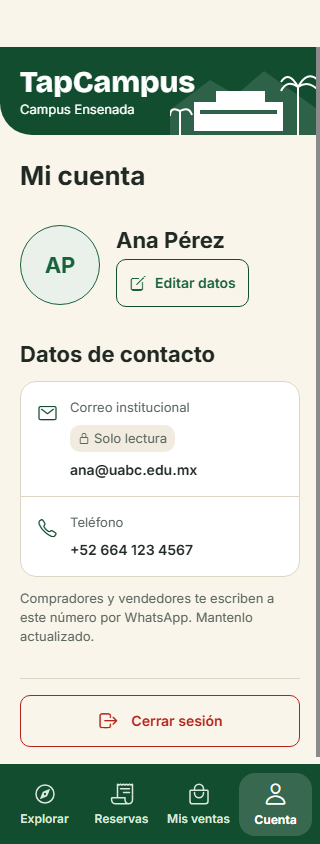 TapCampus
Campus Ensenada
Mi cuenta
AP
Ana Pérez
Editar datos
Datos de contacto
Correo institucional
Solo lectura
ana@uabc.edu.mx
Teléfono
+52 664 123 4567
Compradores y vendedores te escriben a
este número por WhatsApp. Mantenlo
actualizado.
Cerrar sesión
Explorar
Reservas
Mis ventas
Cuenta